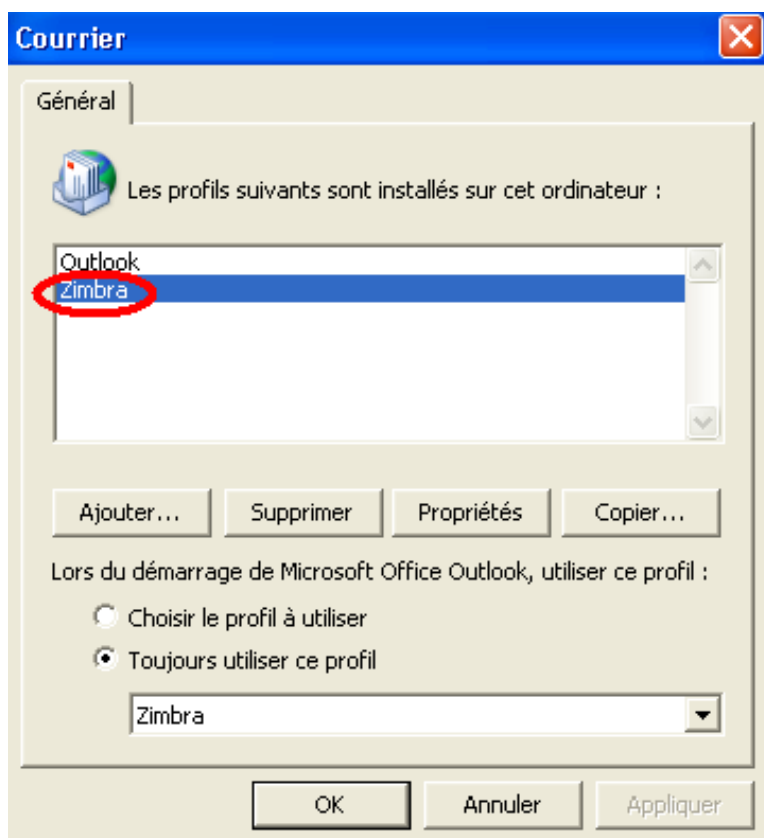 Courrier
Général
Les profils suivants sont installés sur cet ordinateur :
Outlook
Zimbra
Ajouter... Supprimer Propriétés Copier...
Lors du démarrage de Microsoft Office Outlook, utiliser ce profil :
Choisir le profil à utiliser
Toujours utiliser ce profil
Zimbra
OK Annuler Appliquer